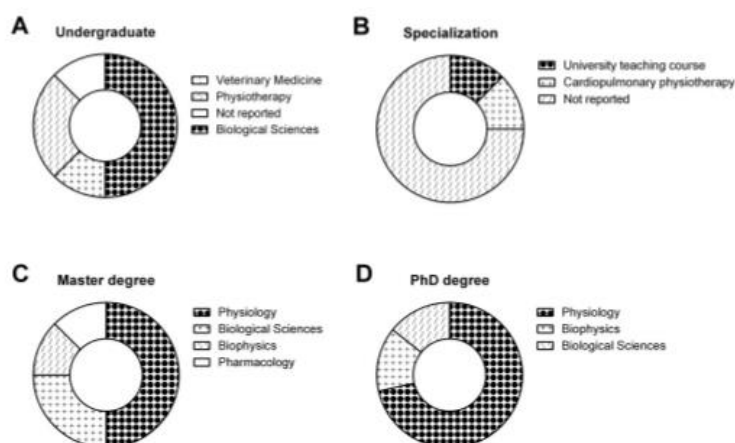 A
Undergraduate
Veterinary Medicine
Physiotherapy
Not reported
Biological Sciences
B
Specialization
University teaching course
Cardiopulmonary physiotherapy
Not reported
C
Master degree
Physiology
Biological Sciences
Biophysics
Pharmacology
D
PhD degree
Physiology
Biophysics
Biological Sciences